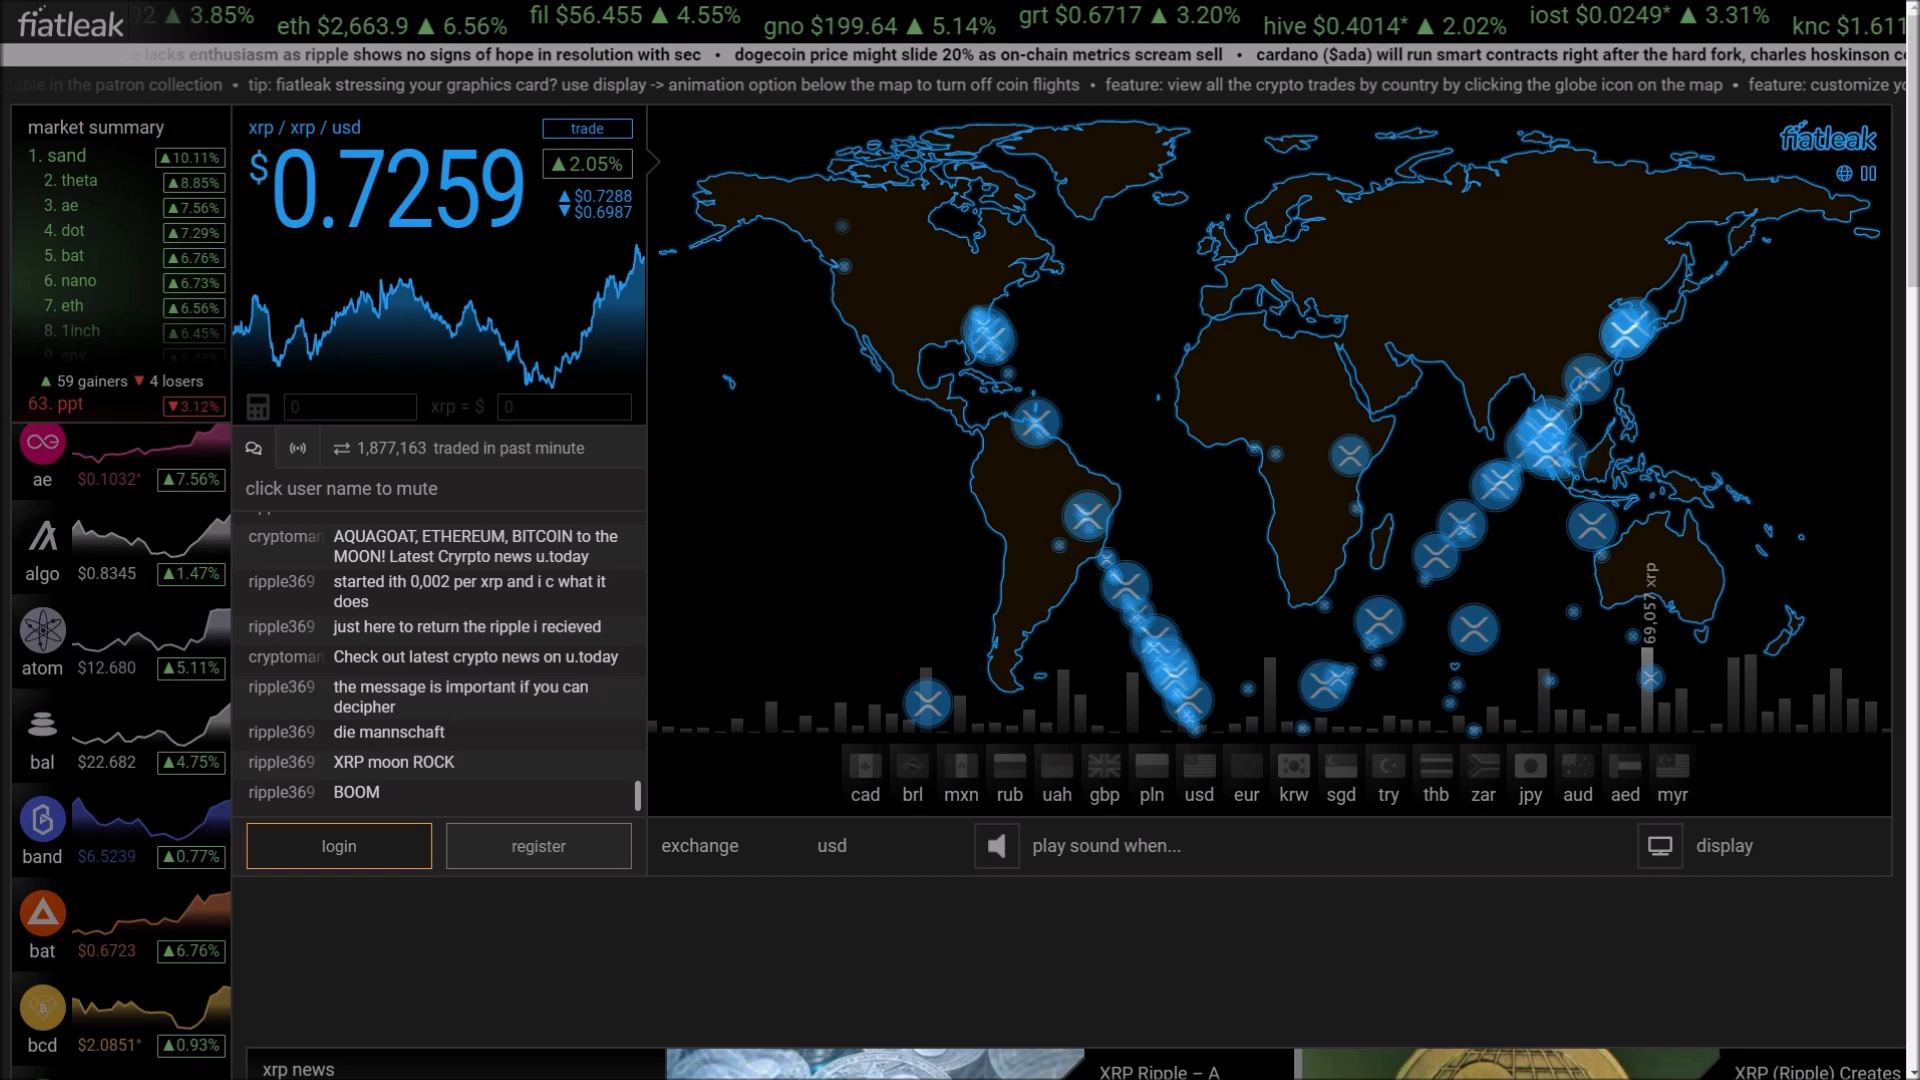 fiatleak
3.85%
eth $2,663.9 ▲ 6.56%
fil $56.455 ▲ 4.55%
gno $199.64 ▲ 5.14%
grt $0.6717 ▲ 3.20%
hive $0.4014* ▲ 2.02%
iost $0.0249* ▲ 3.31%
knc $1.611
lacks enthusiasm as ripple shows no signs of hope in resolution with sec • dogecoin price might slide 20% as on-chain metrics scream sell • cardano ($ada) will run smart contracts right after the hard fork, charles hoskinson
in the patron collection • tip: fiatleak stressing your graphics card? use display -> animation option below the map to turn off coin flights • feature: view all the crypto trades by country by clicking the globe icon on the map • feature: customize
market summary
1. sand ▲10.11%
2. theta ▲8.85%
3. ae ▲7.56%
4. dot ▲7.29%
5. bat ▲6.76%
6. nano ▲6.73%
7. eth ▲6.56%
8. 1inch ▲6.45%
9. snx
▲ 59 gainers ▼ 4 losers
63. ppt ▼3.12%
ae $0.1032* ▲7.56%
algo $0.8345 ▲1.47%
atom $12.680 ▲5.11%
bal $22.682 ▲4.75%
band $6.5239 ▲0.77%
bat $0.6723 ▲6.76%
bcd $2.0851* ▲0.93%
xrp / xrp / usd
trade
$0.7259
▲2.05%
▲$0.7288
▼$0.6987
0 xrp = $ 0
1,877,163 traded in past minute
click user name to mute
cryptoman AQUAGOAT, ETHEREUM, BITCOIN to the
MOON! Latest Cryrpto news u.today
ripple369 started ith 0,002 per xrp and i c what it
does
ripple369 just here to return the ripple i recieved
cryptoman Check out latest crypto news on u.today
ripple369 the message is important if you can
decipher
ripple369 die mannschaft
ripple369 XRP moon ROCK
ripple369 BOOM
login
register
fiatleak
69,057 xrp
cad brl mxn rub uah gbp pln usd eur krw sgd try thb zar jpy aud aed myr
exchange
usd
play sound when...
display
xrp news
XRP Ripple – A
XRP (Ripple) Creates